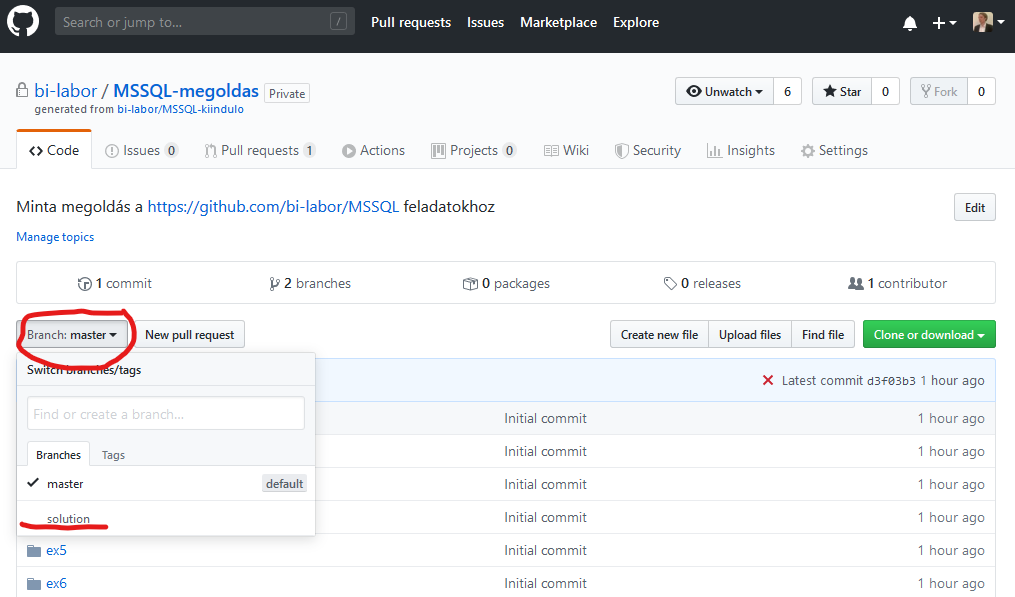 Search or jump to... /
Pull requests Issues Marketplace Explore
bi-labor / MSSQL-megoldas Private
generated from bi-labor/MSSQL-kiindulo
Unwatch 6 Star 0 Fork 0
Code Issues 0 Pull requests 1 Actions Projects 0 Wiki Security Insights Settings
Minta megoldás a https://github.com/bi-labor/MSSQL feladatokhoz
Edit
Manage topics
1 commit 2 branches 0 packages 0 releases 1 contributor
Branch: master New pull request Create new file Upload files Find file Clone or download
Switch branches/tags
Find or create a branch...
Branches Tags
master default
solution
Latest commit d3f03b3 1 hour ago
Initial commit 1 hour ago
Initial commit 1 hour ago
Initial commit 1 hour ago
Initial commit 1 hour ago
ex5 Initial commit 1 hour ago
ex6 Initial commit 1 hour ago